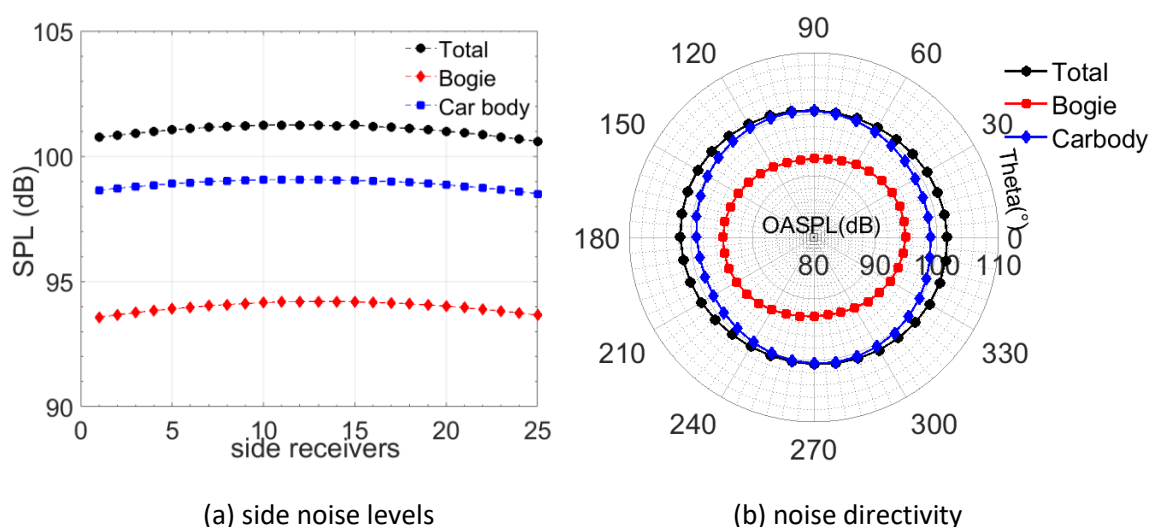 105
100
95
90
SPL (dB)
0 5 10 15 20 25
side receivers
Total
Bogie
Car body
(a) side noise levels
90
60
30
0
330
300
270
240
210
180
150
120
Theta(°)
OASPL(dB)
80 90 100 110
Total
Bogie
Carbody
(b) noise directivity